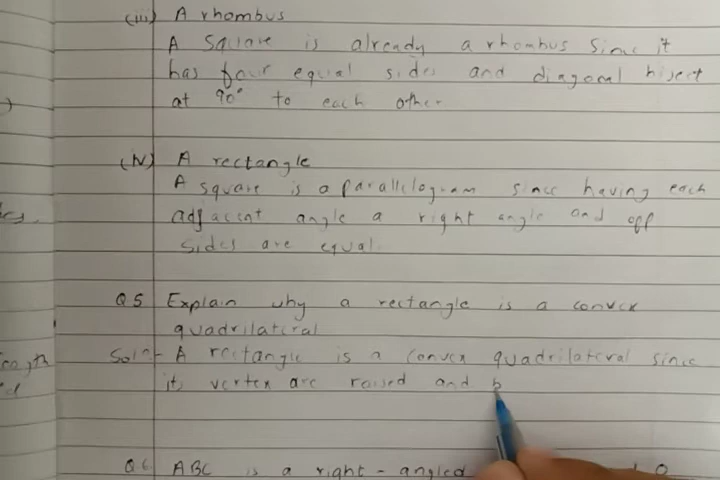 (iii) A rhombus
A square is already a rhombus since it
has four equal sides and diagonal bisect
at 90° to each other
(iv) A rectangle
A square is a parallelogram since having each
adjacent angle a right angle and opp
sides are equal.
Q5 Explain why a rectangle is a convex
quadrilateral
Soln:- A rectangle is a convex quadrilateral since
its vertex are raised and b
Q6 ABC is a right-angled